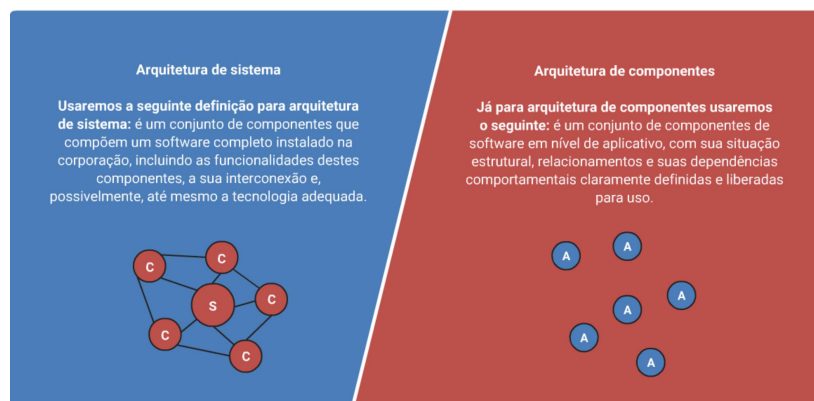 Arquitetura de sistema
Usaremos a seguinte definição para arquitetura
de sistema: é um conjunto de componentes que
compõem um software completo instalado na
corporação, incluindo as funcionalidades destes
componentes, a sua interconexão e,
possivelmente, até mesmo a tecnologia adequada.
C
C
S
C
C
C
Arquitetura de componentes
Já para arquitetura de componentes usaremos
o seguinte: é um conjunto de componentes de
software em nível de aplicativo, com sua situação
estrutural, relacionamentos e suas dependências
comportamentais claramente definidas e liberadas
para uso.
A
A
A
A
A
A